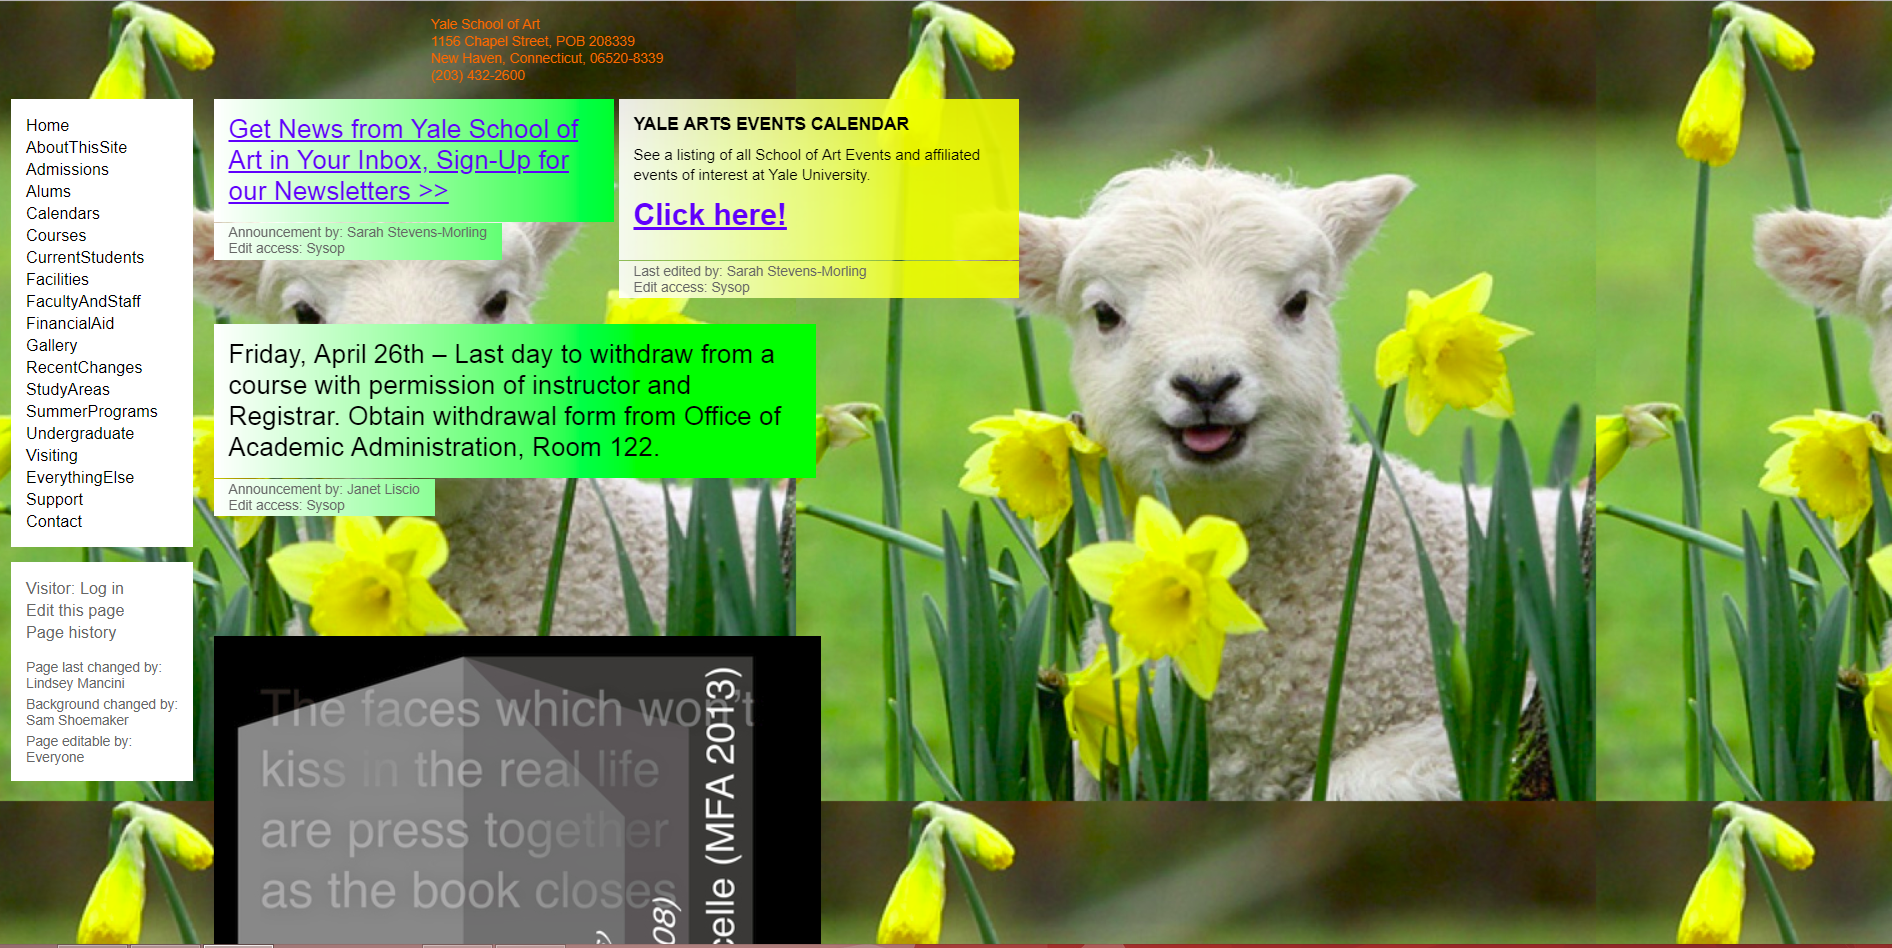 Yale School of Art
1156 Chapel Street, POB 208339
New Haven, Connecticut, 06520-8339
(203) 432-2600
Home
AboutThisSite
Admissions
Alums
Calendars
Courses
CurrentStudents
Facilities
FacultyAndStaff
FinancialAid
Gallery
RecentChanges
StudyAreas
SummerPrograms
Undergraduate
Visiting
EverythingElse
Support
Contact
Visitor: Log in
Edit this page
Page history
Page last changed by:
Lindsey Mancini
Background changed by:
Sam Shoemaker
Page editable by:
Everyone
Get News from Yale School of
Art in Your Inbox, Sign-Up for
our Newsletters >>
Announcement by: Sarah Stevens-Morling
Edit access: Sysop
YALE ARTS EVENTS CALENDAR
See a listing of all School of Art Events and affiliated
events of interest at Yale University.
Click here!
Last edited by: Sarah Stevens-Morling
Edit access: Sysop
Friday, April 26th – Last day to withdraw from a
course with permission of instructor and
Registrar. Obtain withdrawal form from Office of
Academic Administration, Room 122.
Announcement by: Janet Liscio
Edit access: Sysop
The faces which won't
kiss in the real life
are press together
as the book closes
(MFA 2013)